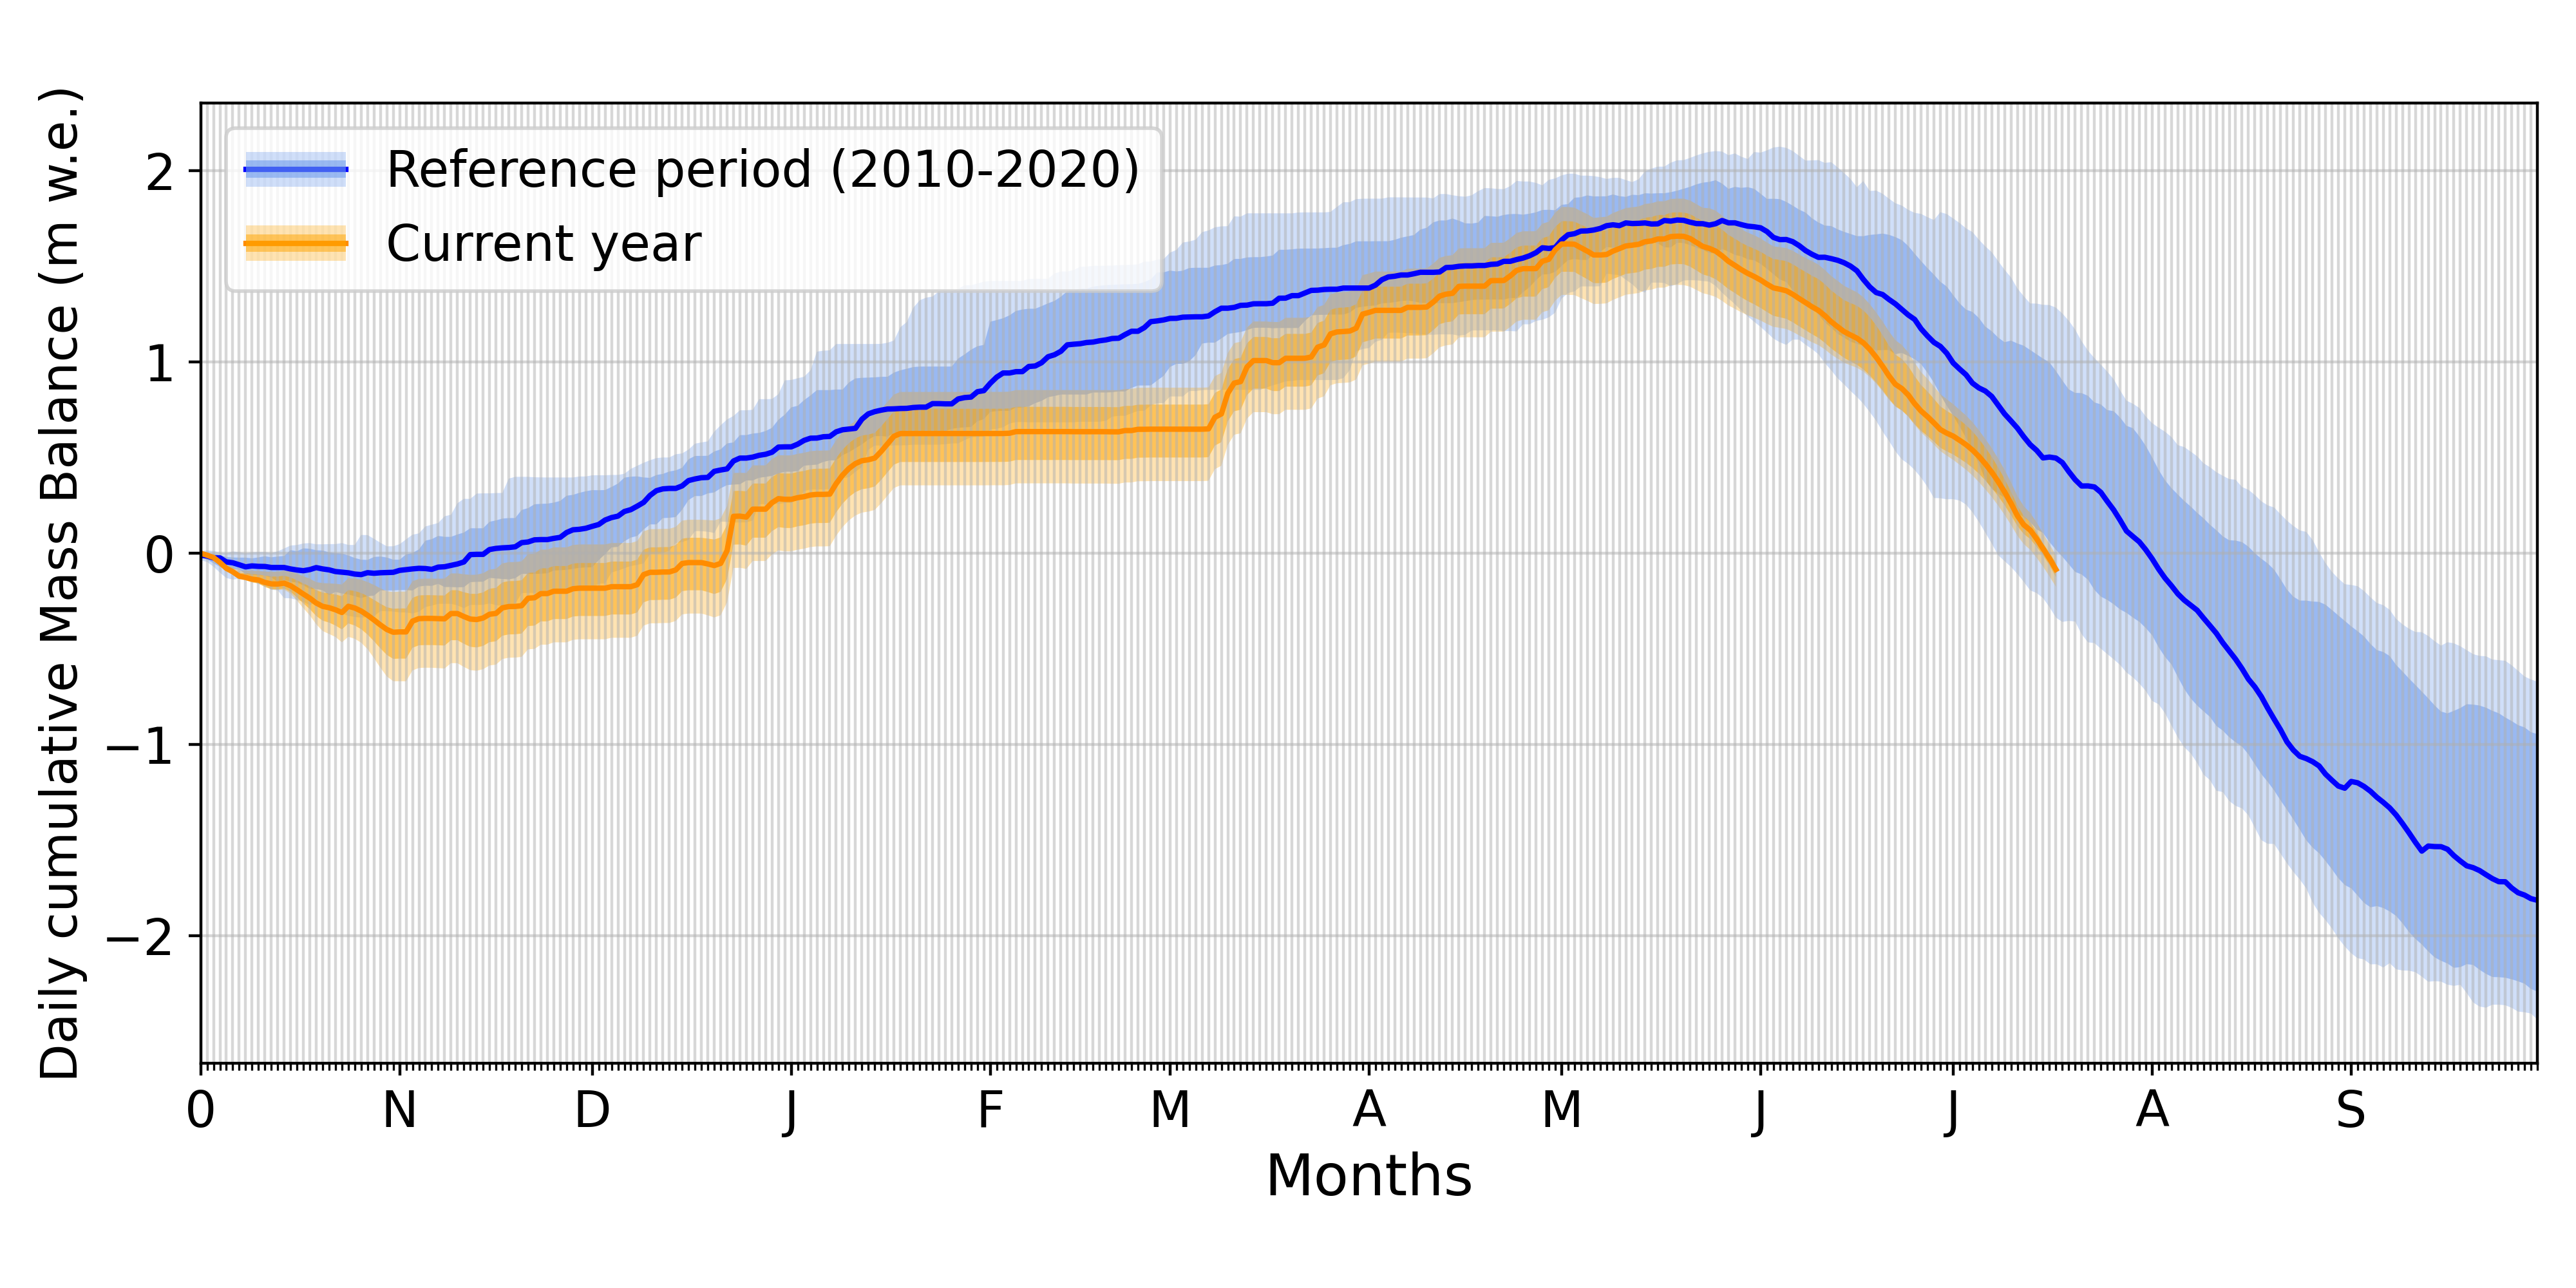 Daily cumulative Mass Balance (m w.e.)
Reference period (2010-2020)
Current year
2
1
0
−1
−2
0 N D J F M A M J J A S
Months